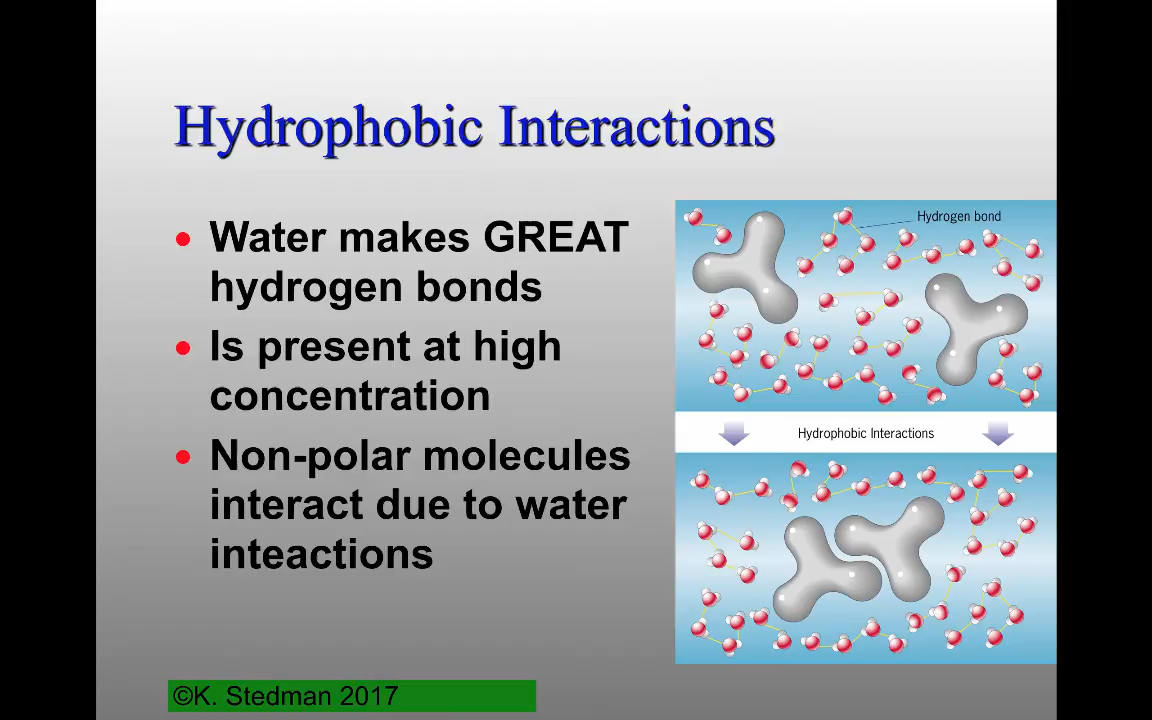 Hydrophobic Interactions
Water makes GREAT
hydrogen bonds
Is present at high
concentration
Non-polar molecules
interact due to water
inteactions
Hydrogen bond
Hydrophobic Interactions
©K. Stedman 2017